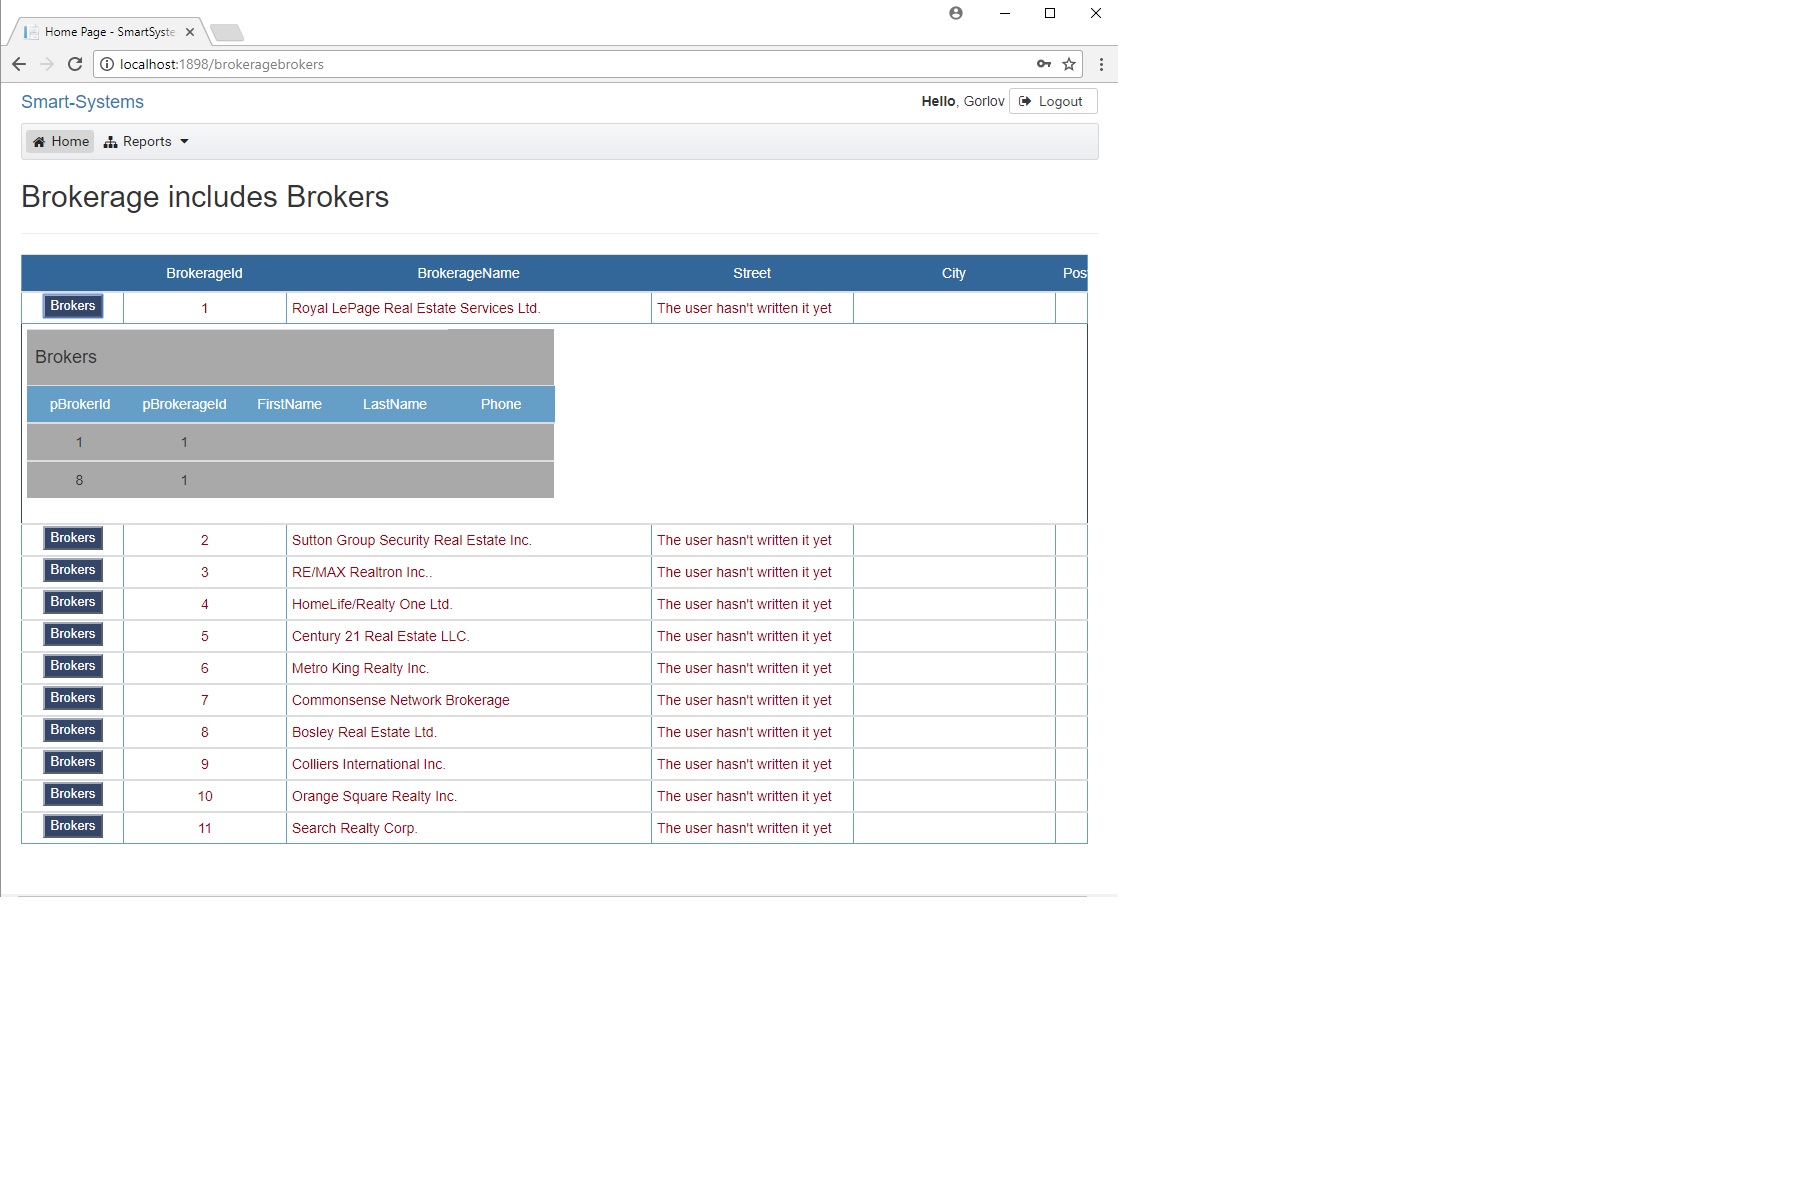 Home Page - SmartSyste
localhost:1898/brokeragebrokers
Smart-Systems Hello, Gorlov Logout
Home Reports
Brokerage includes Brokers
BrokerageId BrokerageName Street City Pos
Brokers 1 Royal LePage Real Estate Services Ltd. The user hasn't written it yet
Brokers
pBrokerId pBrokerageId FirstName LastName Phone
1 1
8 1
Brokers 2 Sutton Group Security Real Estate Inc. The user hasn't written it yet
Brokers 3 RE/MAX Realtron Inc.. The user hasn't written it yet
Brokers 4 HomeLife/Realty One Ltd. The user hasn't written it yet
Brokers 5 Century 21 Real Estate LLC. The user hasn't written it yet
Brokers 6 Metro King Realty Inc. The user hasn't written it yet
Brokers 7 Commonsense Network Brokerage The user hasn't written it yet
Brokers 8 Bosley Real Estate Ltd. The user hasn't written it yet
Brokers 9 Colliers International Inc. The user hasn't written it yet
Brokers 10 Orange Square Realty Inc. The user hasn't written it yet
Brokers 11 Search Realty Corp. The user hasn't written it yet